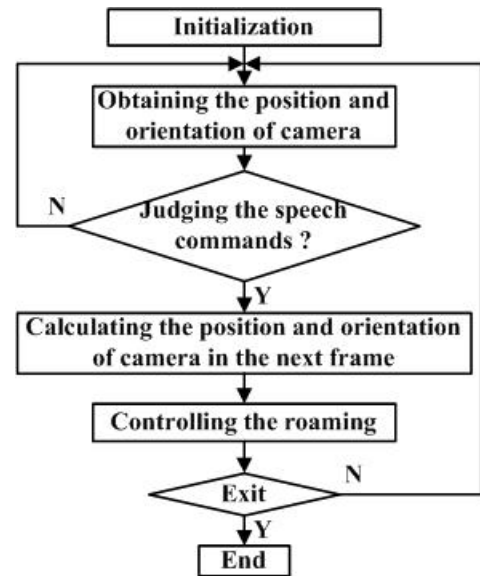 Initialization
Obtaining the position and
orientation of camera
N
Judging the speech
commands ?
Y
Calculating the position and orientation
of camera in the next frame
Controlling the roaming
Exit
N
Y
End